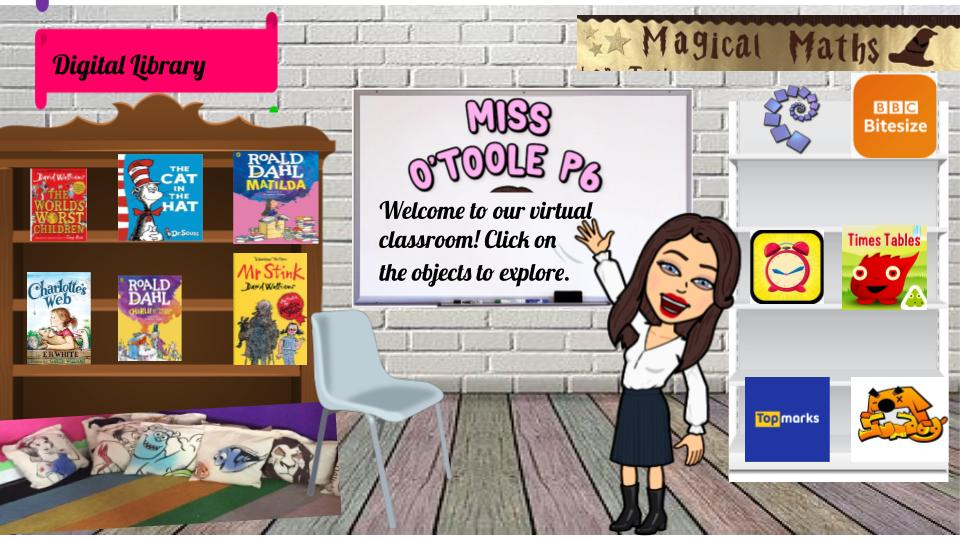 Digital Library
Magical Maths
MISS
O'TOOLE P6
Welcome to our virtual
classroom! Click on
the objects to explore.
David Walliams
THE
WORLD'S
WORST
CHILDREN
THE
CAT
IN
THE
HAT
Dr. Seuss
ROALD
DAHL
MATILDA
Charlotte's
Web
E.B. WHITE
ROALD
DAHL
David Walliams
Mr Stink
BBC
Bitesize
Times Tables
Topmarks
Sumdog